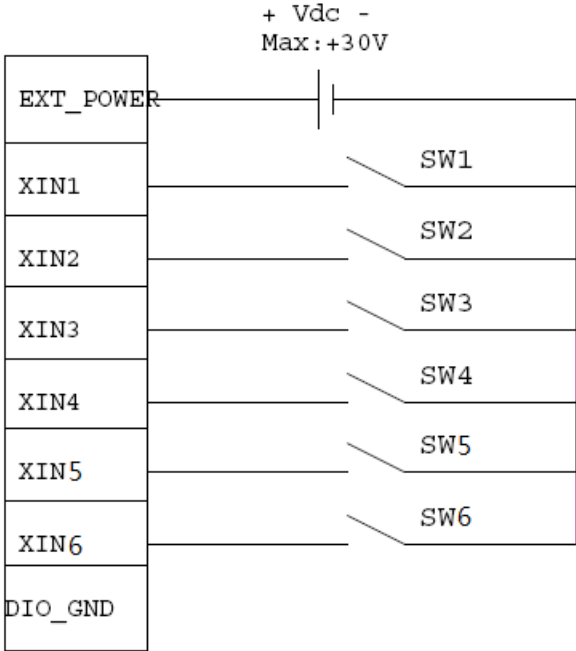 + Vdc -
Max:+30V
EXT_POWER
SW1
XIN1
SW2
XIN2
SW3
XIN3
SW4
XIN4
SW5
XIN5
SW6
XIN6
DIO_GND